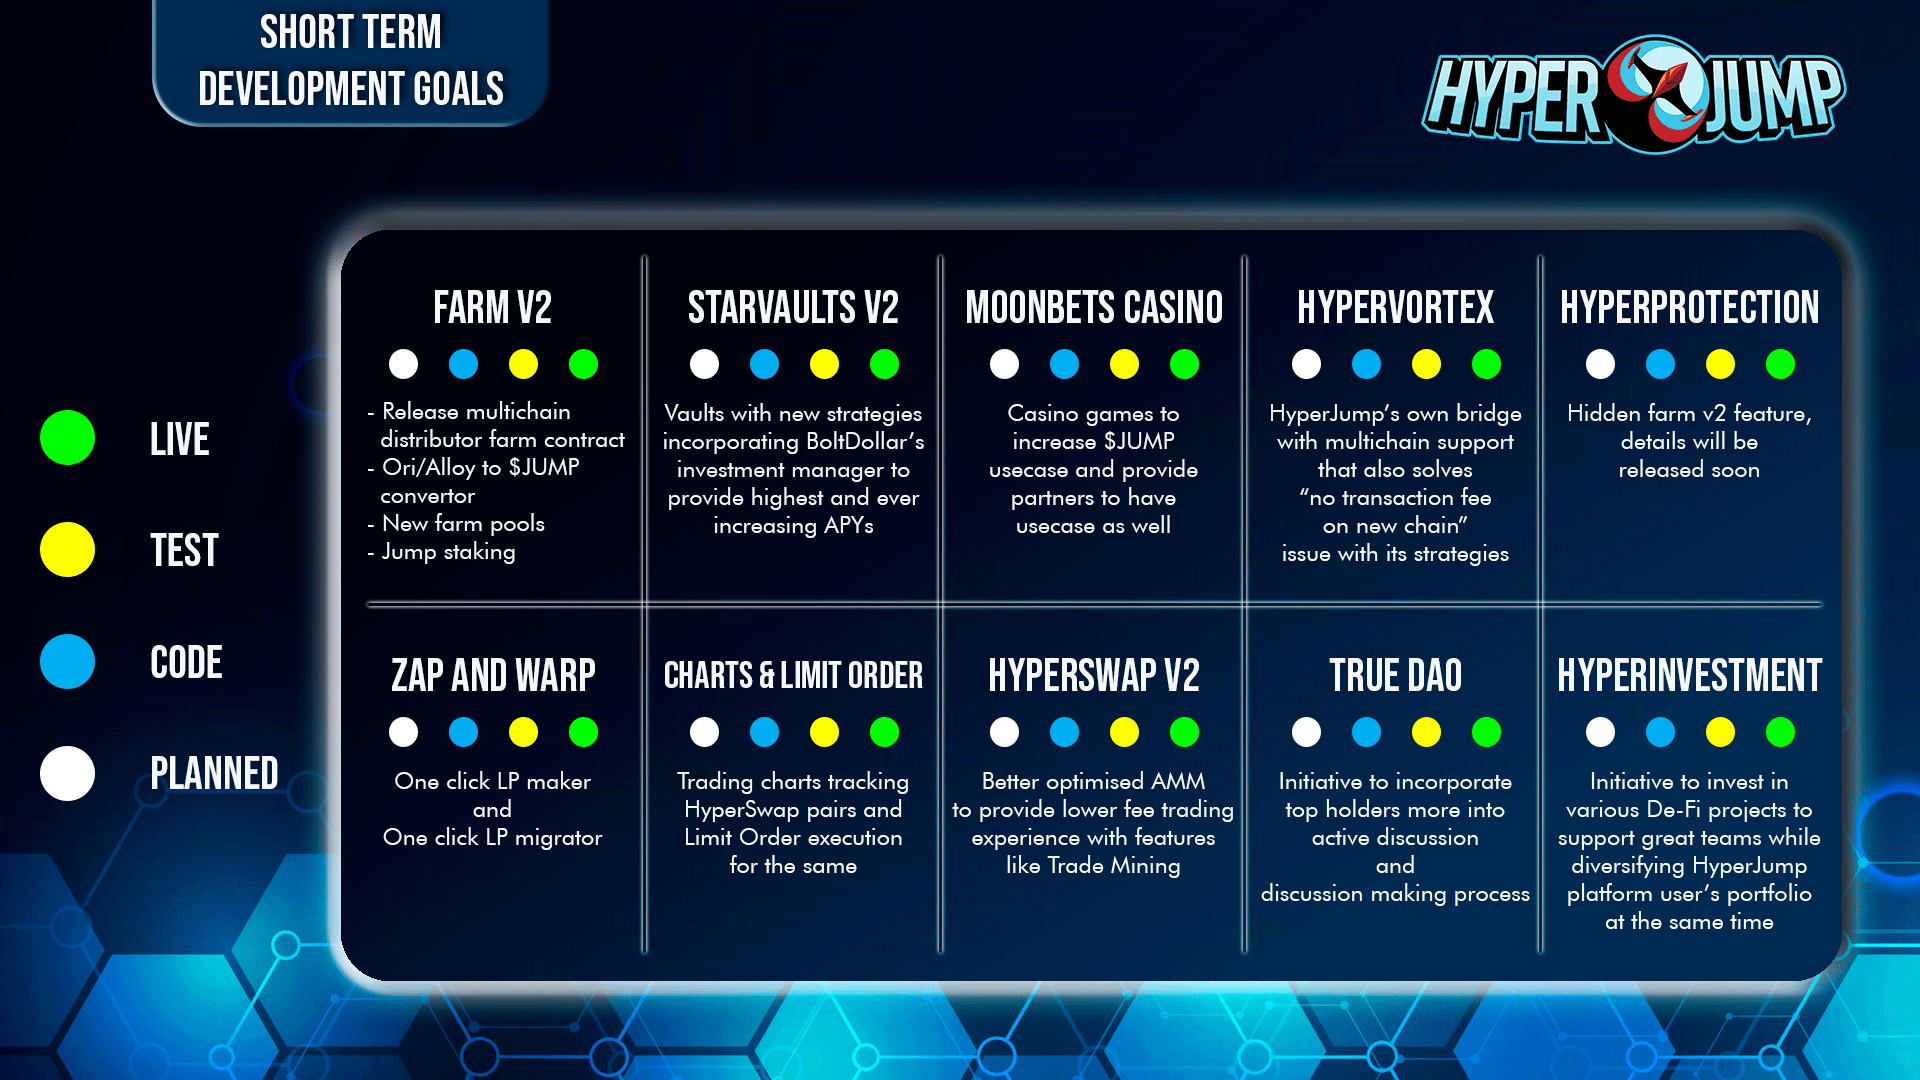 SHORT TERM
DEVELOPMENT GOALS
HYPER JUMP
LIVE
TEST
CODE
PLANNED
FARM V2
- Release multichain
distributor farm contract
- Ori/Alloy to $JUMP
convertor
- New farm pools
- Jump staking
STARVAULTS V2
Vaults with new strategies
incorporating BoltDollar's
investment manager to
provide highest and ever
increasing APYs
MOONBETS CASINO
Casino games to
increase $JUMP
usecase and provide
partners to have
usecase as well
HYPERVORTEX
HyperJump's own bridge
with multichain support
that also solves
“no transaction fee
on new chain”
issue with its strategies
HYPERPROTECTION
Hidden farm v2 feature,
details will be
released soon
ZAP AND WARP
One click LP maker
and
One click LP migrator
CHARTS & LIMIT ORDER
Trading charts tracking
HyperSwap pairs and
Limit Order execution
for the same
HYPERSWAP V2
Better optimised AMM
to provide lower fee trading
experience with features
like Trade Mining
TRUE DAO
Initiative to incorporate
top holders more into
active discussion
and
discussion making process
HYPERINVESTMENT
Initiative to invest in
various De-Fi projects to
support great teams while
diversifying HyperJump
platform user's portfolio
at the same time